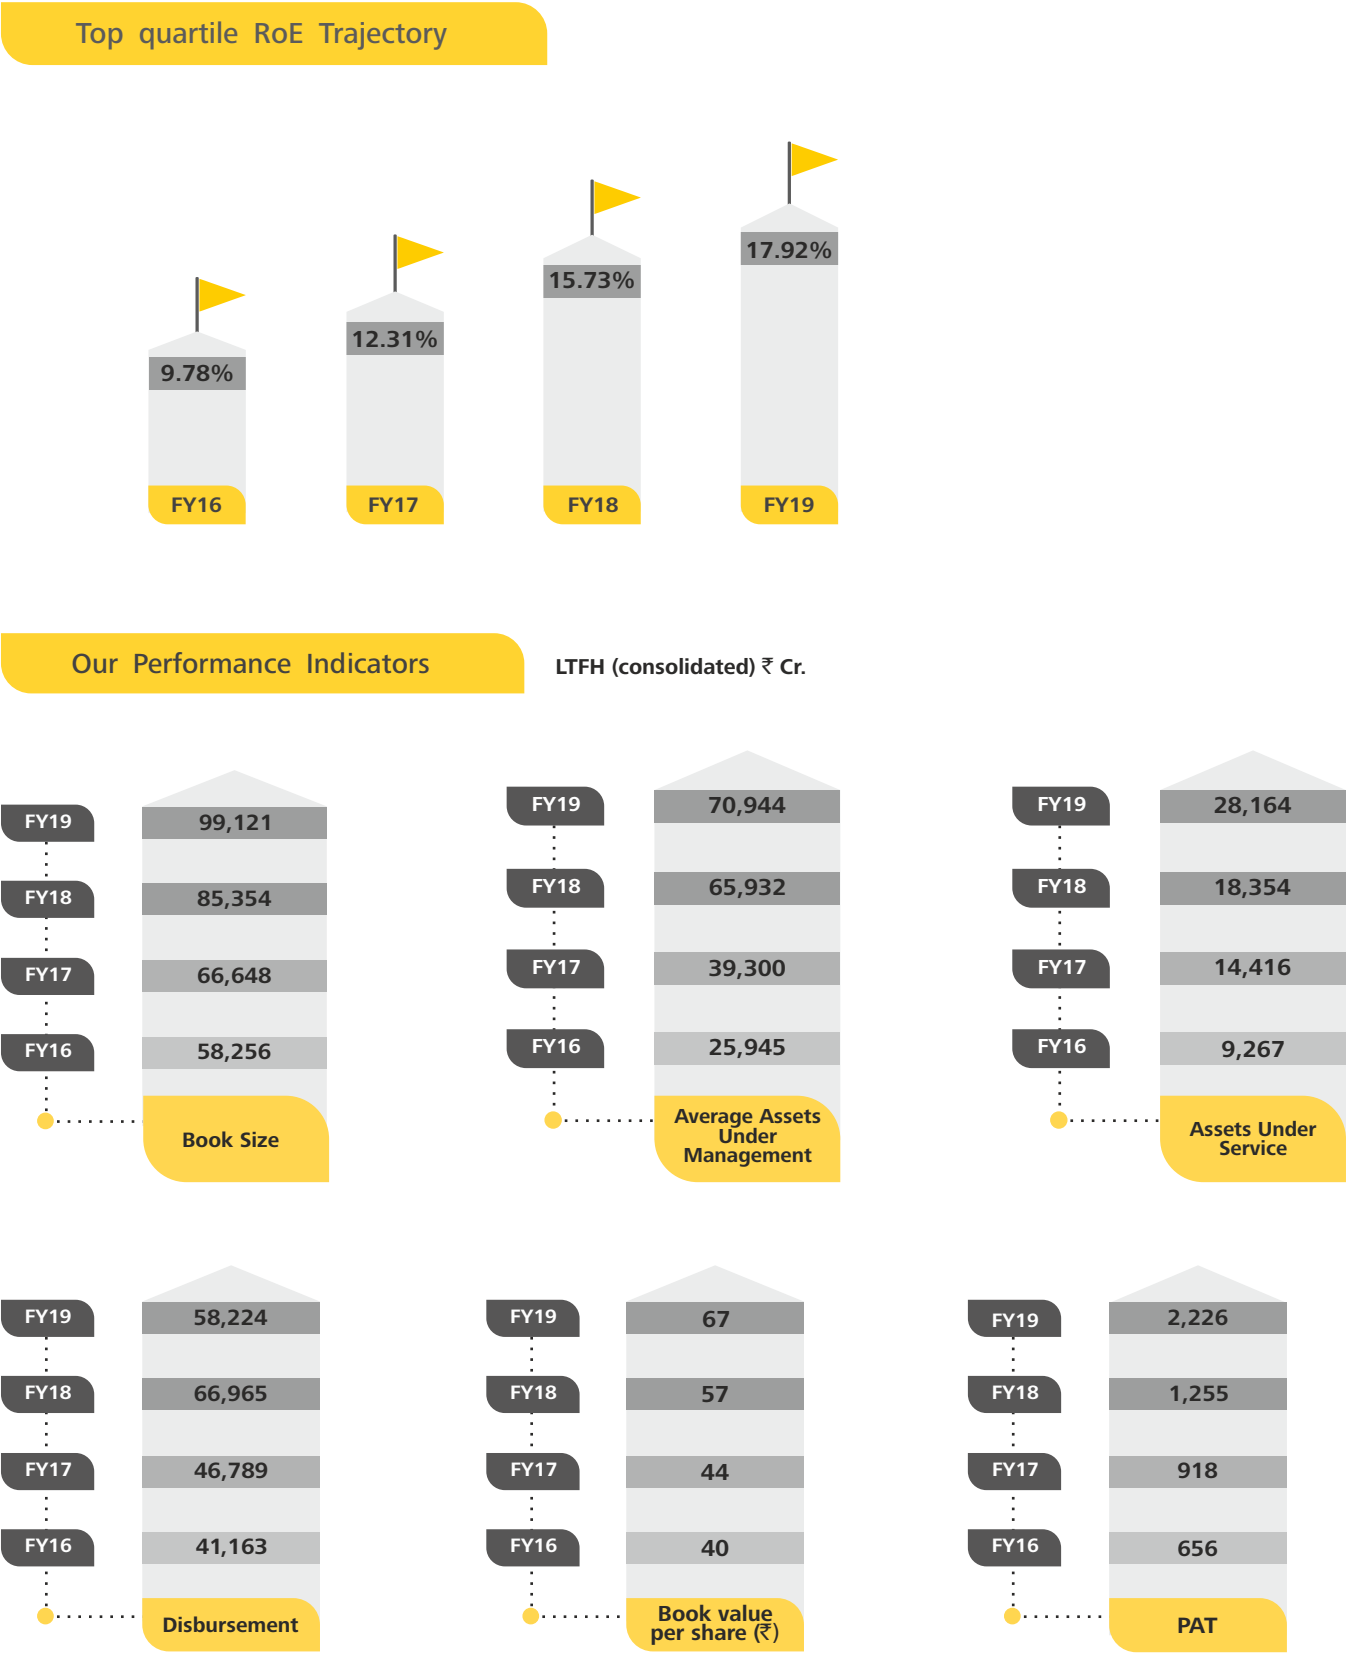 Top quartile RoE Trajectory
17.92%
15.73%
12.31%
9.78%
FY16
FY17
FY18
FY19
Our Performance Indicators
LTFH (consolidated) ₹ Cr.
FY19
99,121
FY18
85,354
FY17
66,648
FY16
58,256
Book Size
FY19
70,944
FY18
65,932
FY17
39,300
FY16
25,945
Average Assets
Under
Management
FY19
28,164
FY18
18,354
FY17
14,416
FY16
9,267
Assets Under
Service
FY19
58,224
FY18
66,965
FY17
46,789
FY16
41,163
Disbursement
FY19
67
FY18
57
FY17
44
FY16
40
Book value
per share (₹)
FY19
2,226
FY18
1,255
FY17
918
FY16
656
PAT